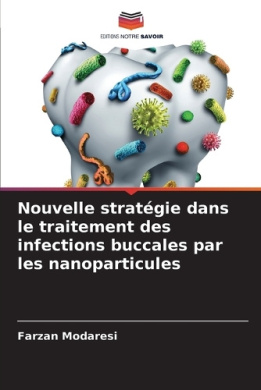 EDITIONS NOTRE SAVOIR
Nouvelle stratégie dans
le traitement des
infections buccales par
les nanoparticules
Farzan Modaresi